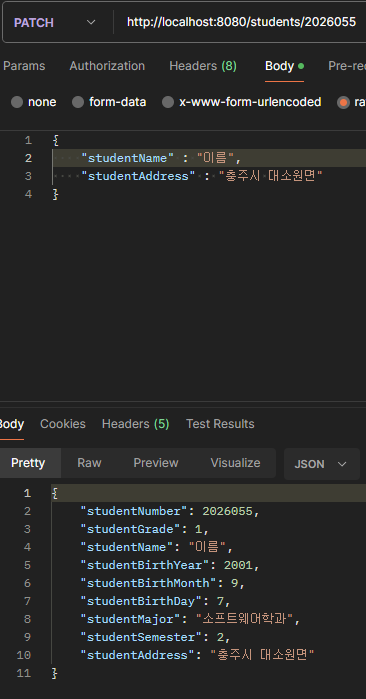 PATCH http://localhost:8080/students/2026055
Params Authorization Headers (8) Body Pre-rec
none form-data x-www-form-urlencoded ra
1 {
2 "studentName" : "이름",
3 "studentAddress" : "충주시 대소원면"
4 }
Body Cookies Headers (5) Test Results
Pretty Raw Preview Visualize JSON
1 {
2 "studentNumber": 2026055,
3 "studentGrade": 1,
4 "studentName": "이름",
5 "studentBirthYear": 2001,
6 "studentBirthMonth": 9,
7 "studentBirthDay": 7,
8 "studentMajor": "소프트웨어학과",
9 "studentSemester": 2,
10 "studentAddress": "충주시 대소원면"
11 }